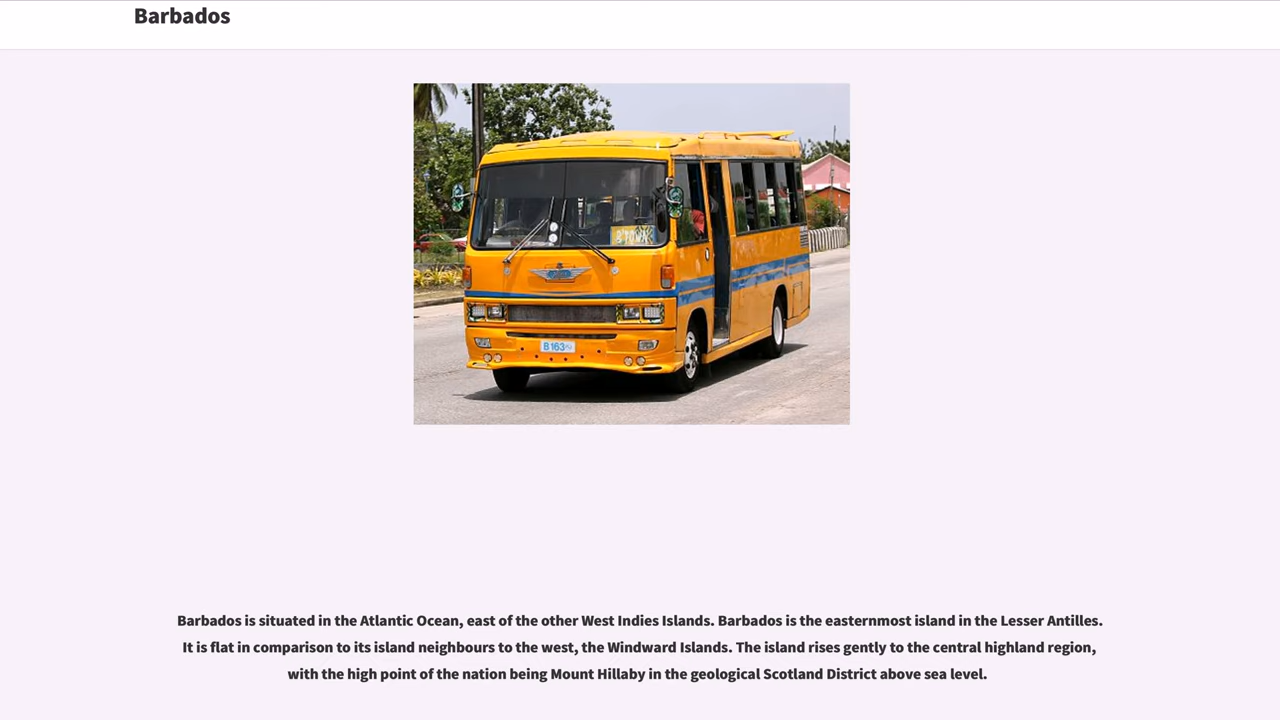 Barbados
B'TOWN
B 163
Barbados is situated in the Atlantic Ocean, east of the other West Indies Islands. Barbados is the easternmost island in the Lesser Antilles.
It is flat in comparison to its island neighbours to the west, the Windward Islands. The island rises gently to the central highland region,
with the high point of the nation being Mount Hillaby in the geological Scotland District above sea level.